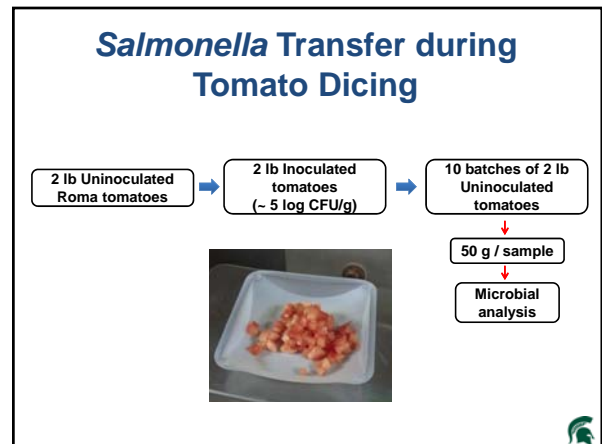 Salmonella Transfer during
Tomato Dicing
2 lb Uninoculated
Roma tomatoes
2 lb Inoculated
tomatoes
(~ 5 log CFU/g)
10 batches of 2 lb
Uninoculated
tomatoes
50 g / sample
Microbial
analysis